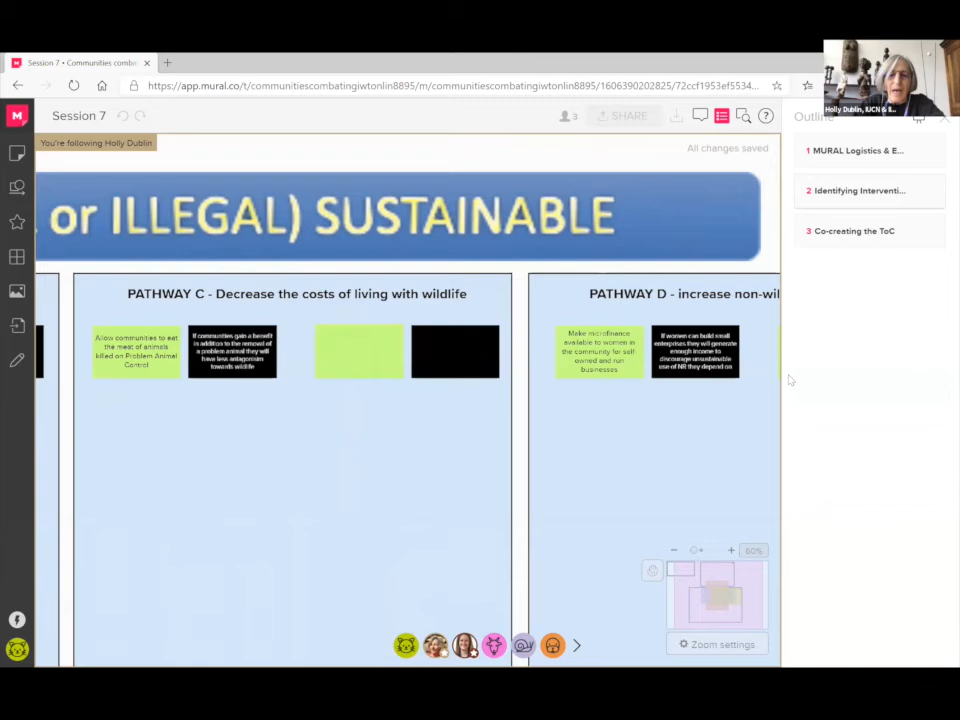 Session 7 • Communities comba
https://app.mural.co/t/communitiescombatingiwtonlin8895/m/communitiescombatingiwtonlin8895/1606390202825/72ccf1953ef5534...
Holly Dublin, IUCN & II...
Session 7
3
SHARE
Outline
You're following Holly Dublin
All changes saved
1 MURAL Logistics & E...
2 Identifying Interventi...
3 Co-creating the ToC
or ILLEGAL) SUSTAINABLE
PATHWAY C - Decrease the costs of living with wildlife
PATHWAY D - increase non-wil
Allow communities to eat
the meat of animals
killed on Problem Animal
Control
If communities gain a benefit
in addition to the removal of
a problem animal they will
have less antagonism
towards wildlife
Make microfinance
available to women in
the community for self-
owned and run
businesses
If women can build small
enterprises they will generate
enough income to
discourage unsustainable
use of NR they depend on
60%
Zoom settings